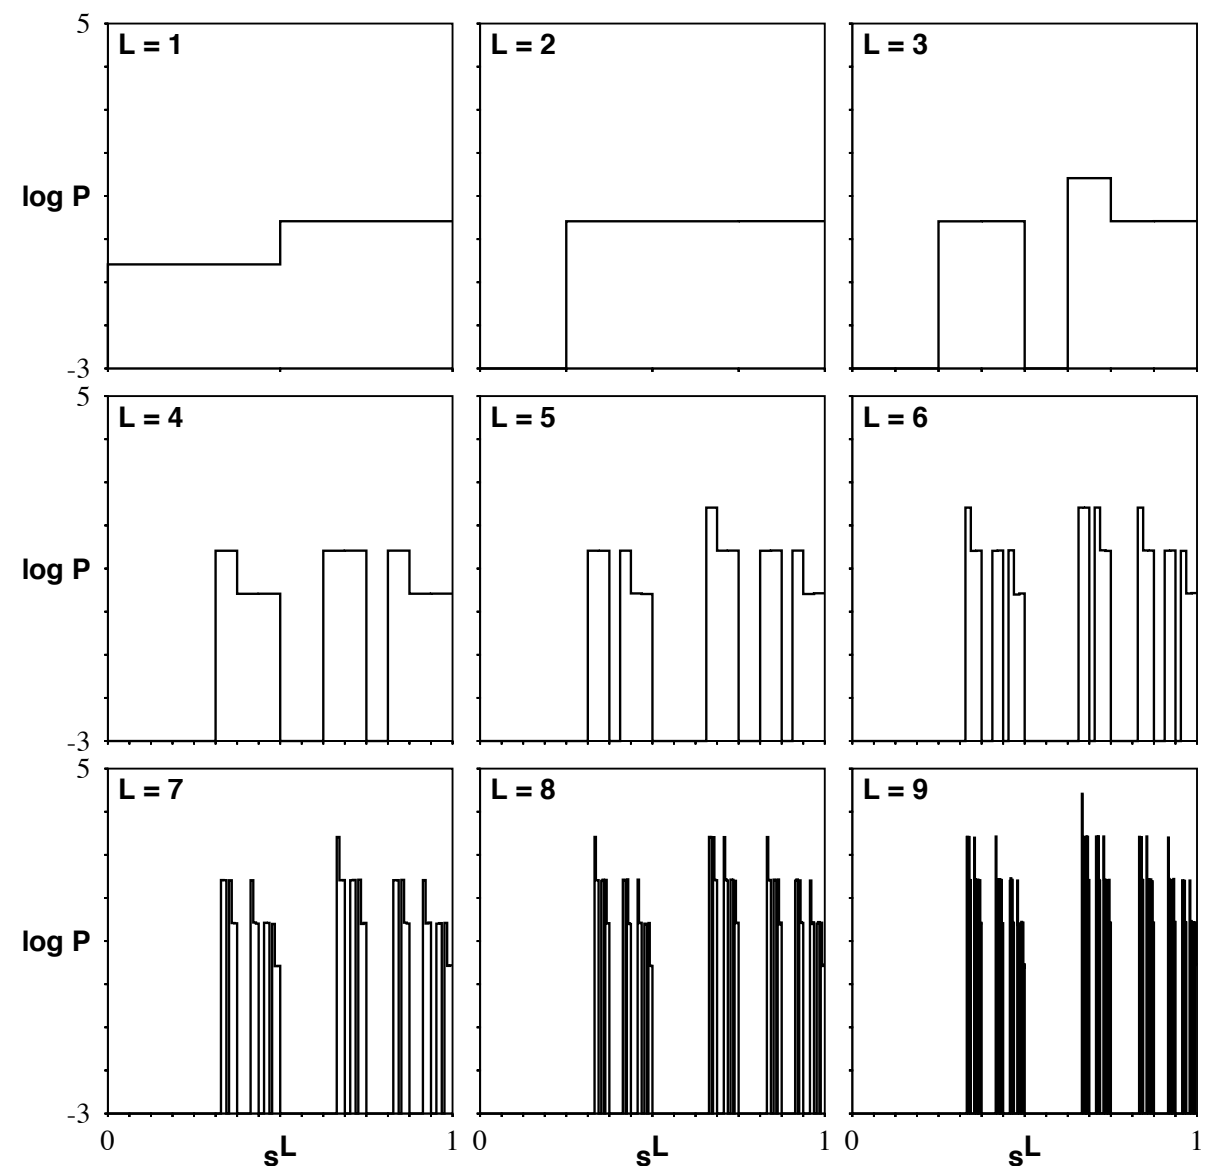 5
L = 1 L = 2 L = 3
log P
-3
5
L = 4 L = 5 L = 6
log P
-3
5
L = 7 L = 8 L = 9
log P
-3
0 1 0 1 0 1
sL sL sL